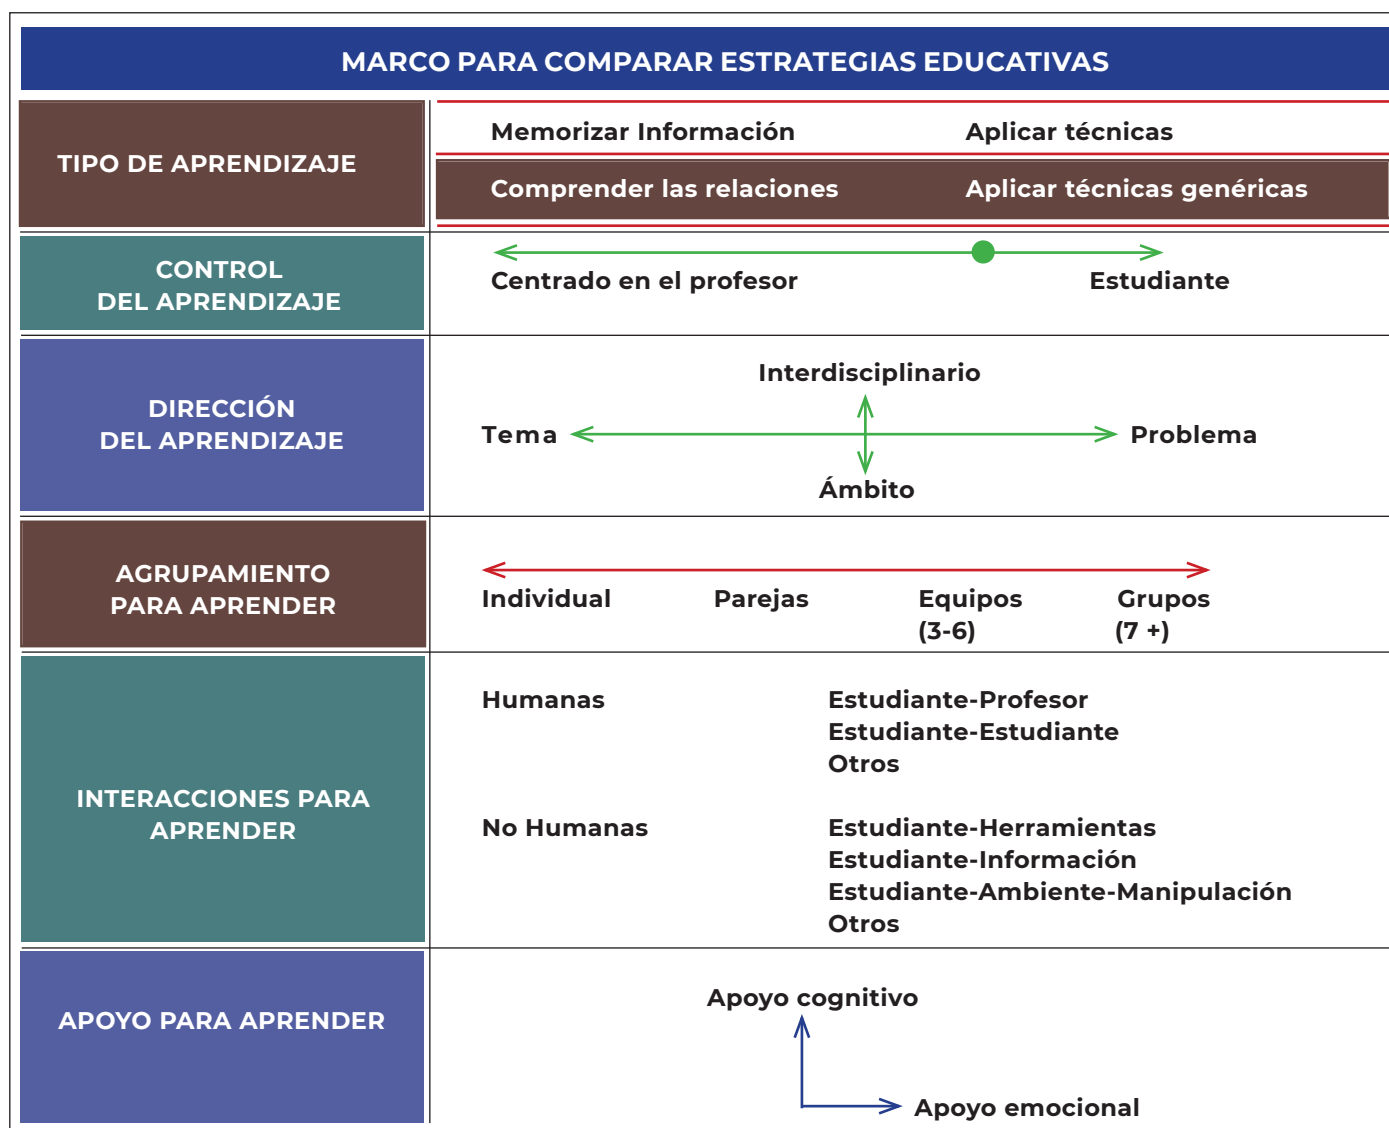 MARCO PARA COMPARAR ESTRATEGIAS EDUCATIVAS
TIPO DE APRENDIZAJE
Memorizar Información
Aplicar técnicas
Comprender las relaciones
Aplicar técnicas genéricas
CONTROL
DEL APRENDIZAJE
Centrado en el profesor
Estudiante
DIRECCIÓN
DEL APRENDIZAJE
Interdisciplinario
Tema
Problema
Ámbito
AGRUPAMIENTO
PARA APRENDER
Individual
Parejas
Equipos
(3-6)
Grupos
(7 +)
INTERACCIONES PARA
APRENDER
Humanas
Estudiante-Profesor
Estudiante-Estudiante
Otros
No Humanas
Estudiante-Herramientas
Estudiante-Información
Estudiante-Ambiente-Manipulación
Otros
APOYO PARA APRENDER
Apoyo cognitivo
Apoyo emocional